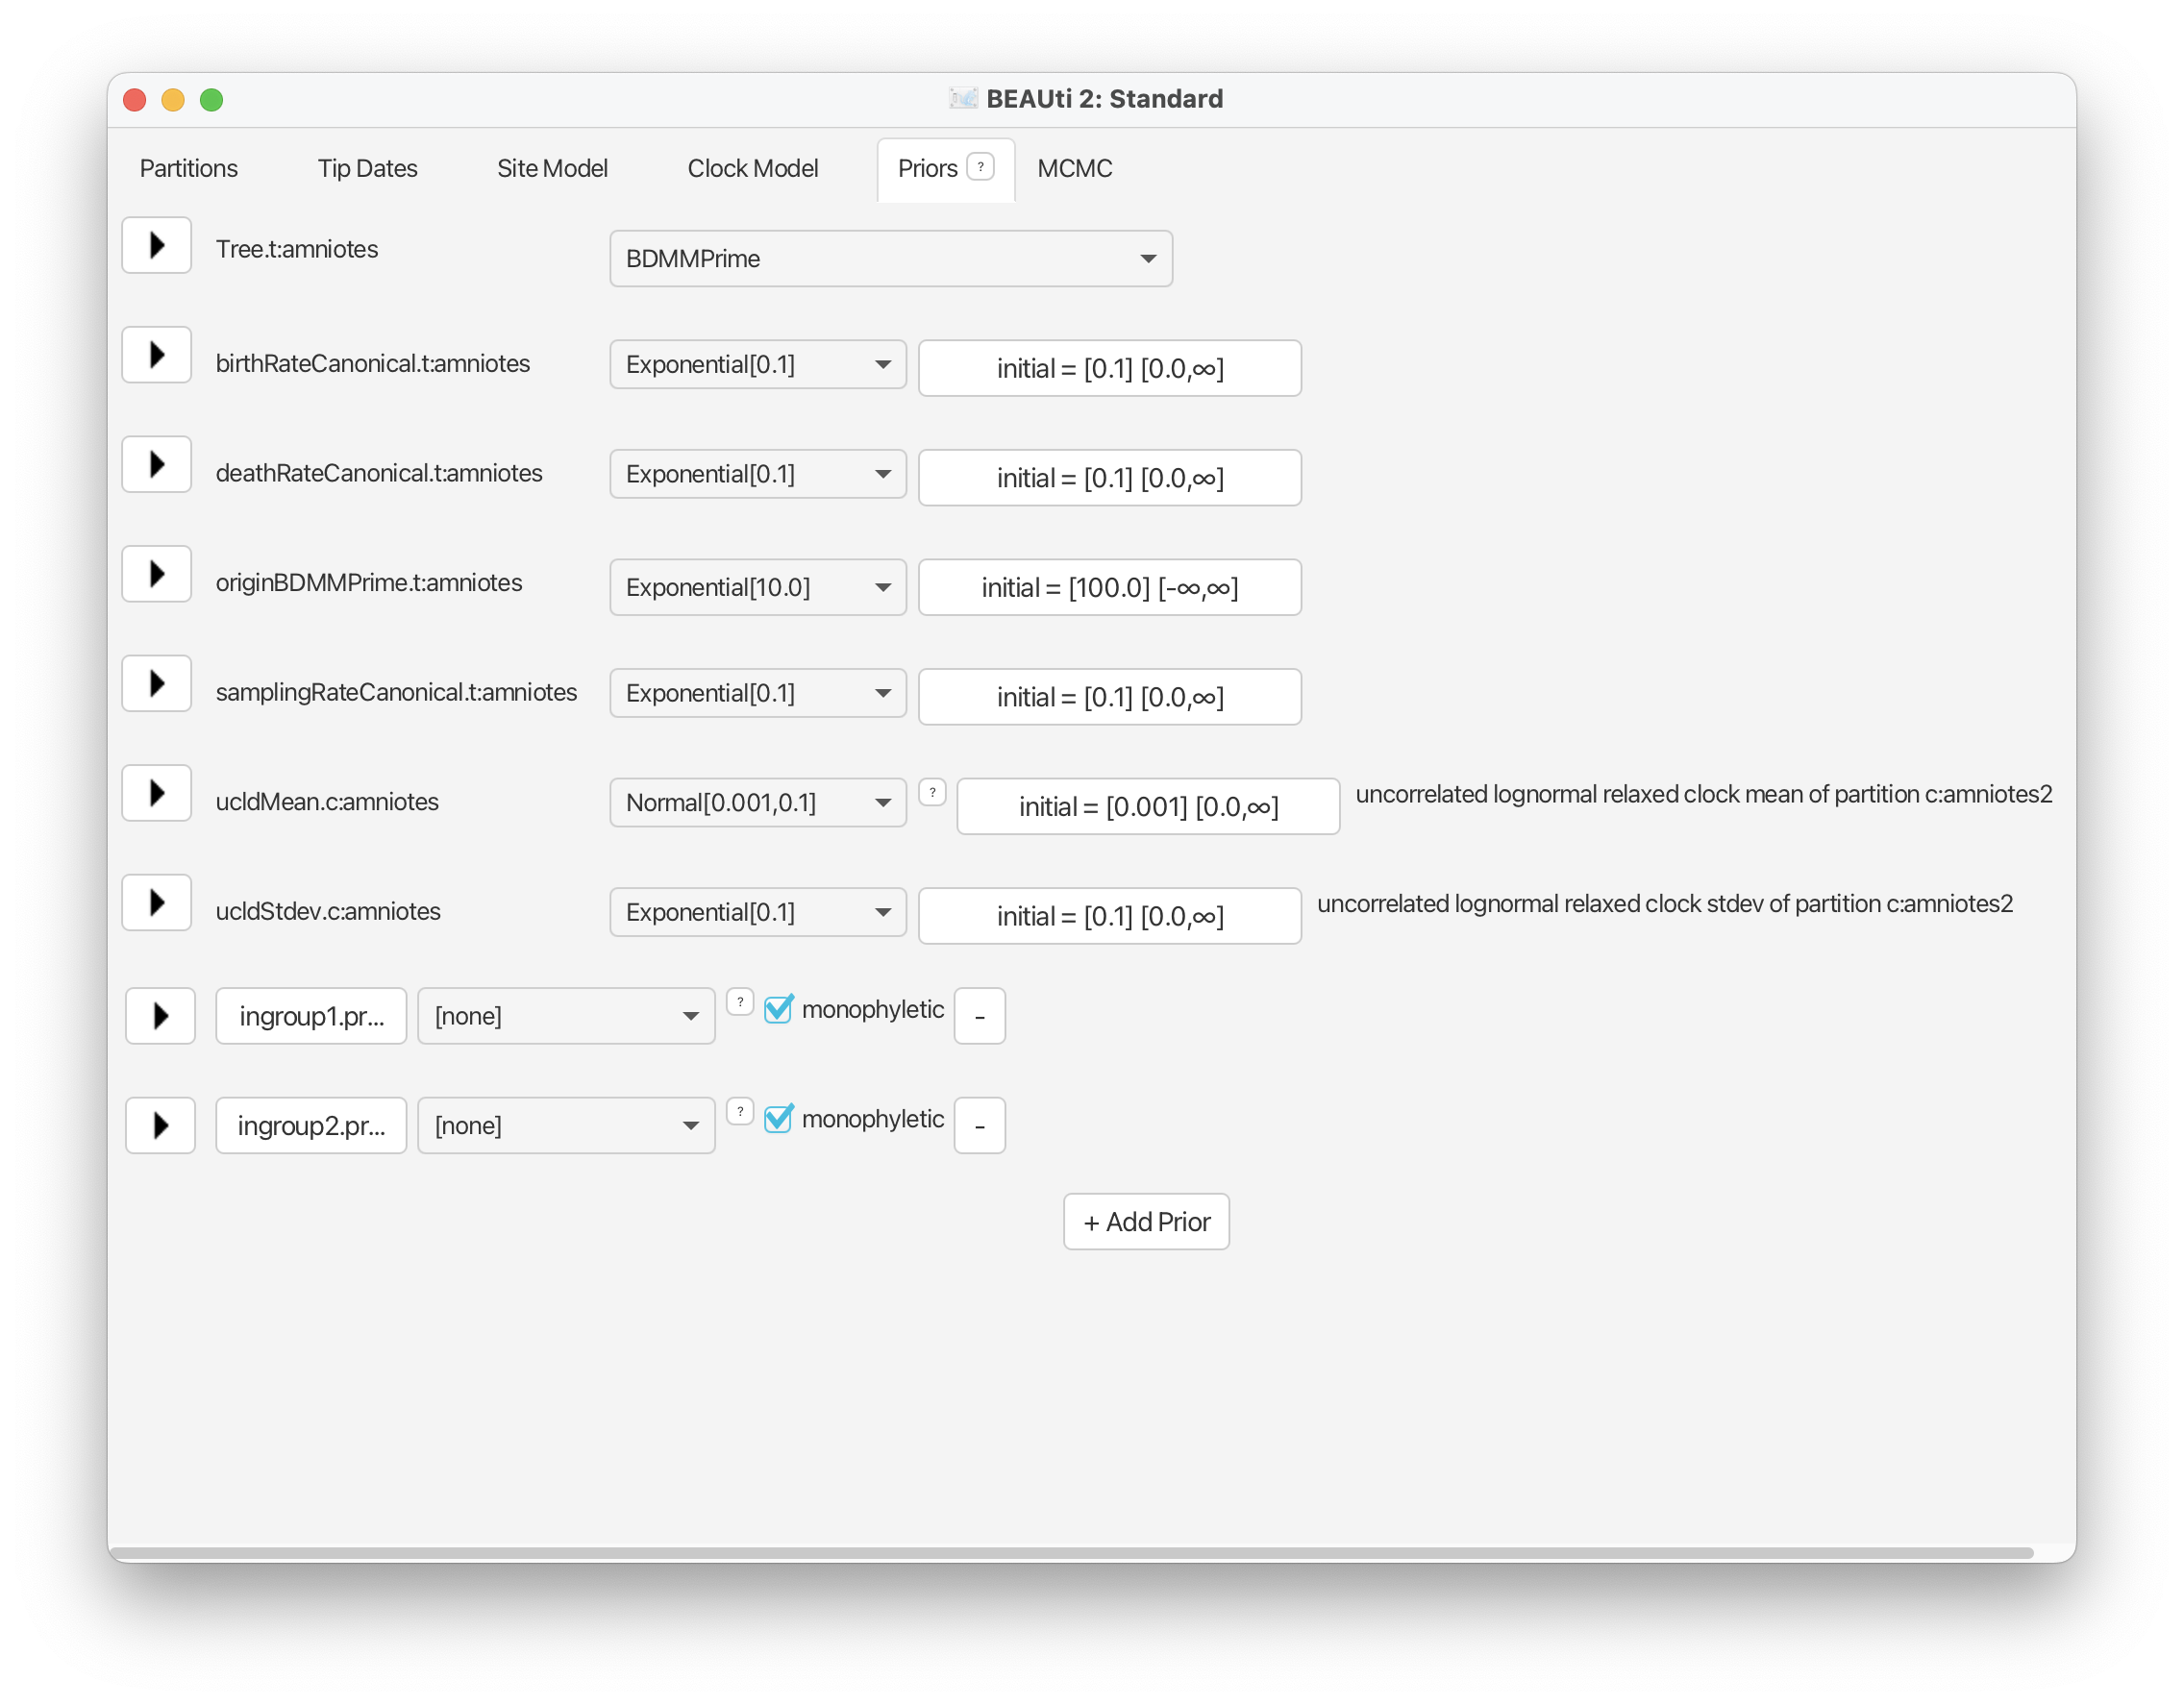 BEAUti 2: Standard
Partitions Tip Dates Site Model Clock Model Priors ? MCMC
Tree.t:amniotes BDMMPrime
birthRateCanonical.t:amniotes Exponential[0.1] initial = [0.1] [0.0,∞]
deathRateCanonical.t:amniotes Exponential[0.1] initial = [0.1] [0.0,∞]
originBDMMPrime.t:amniotes Exponential[10.0] initial = [100.0] [-∞,∞]
samplingRateCanonical.t:amniotes Exponential[0.1] initial = [0.1] [0.0,∞]
ucldMean.c:amniotes Normal[0.001,0.1] ? initial = [0.001] [0.0,∞] uncorrelated lognormal relaxed clock mean of partition c:amniotes2
ucldStdev.c:amniotes Exponential[0.1] initial = [0.1] [0.0,∞] uncorrelated lognormal relaxed clock stdev of partition c:amniotes2
ingroup1.pr... [none] ? monophyletic -
ingroup2.pr... [none] ? monophyletic -
+ Add Prior